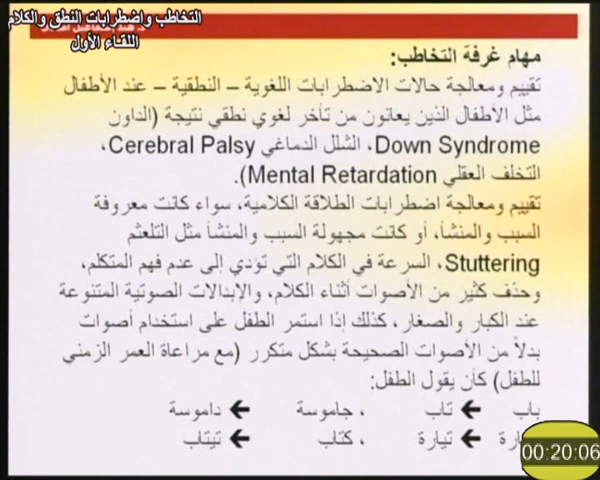 التخاطب واضطرابات النطق والكلام
اللقاء الأول
مهام غرفة التخاطب:
تقييم ومعالجة حالات الاضطرابات اللغوية – النطقية – عند الأطفال
مثل الأطفال الذين يعانون من تأخر لغوي نطقي نتيجة (الداون
Down Syndrome، الشلل الدماغي Cerebral Palsy،
التخلف العقلي Mental Retardation).
تقييم ومعالجة اضطرابات الطلاقة الكلامية، سواء كانت معروفة
السبب والمنشأ، أو كانت مجهولة السبب والمنشأ مثل التلعثم
Stuttering، السرعة في الكلام التي تؤدي إلى عدم فهم المتكلم،
وحذف كثير من الأصوات أثناء الكلام، والإبدالات الصوتية المتنوعة
عند الكبار والصغار، كذلك إذا استمر الطفل على استخدام أصوات
بدلاً من الأصوات الصحيحة بشكل متكرر (مع مراعاة العمر الزمني
للطفل) كأن يقول الطفل:
باب ← تاب ، جاموسة ← داموسة
← تيارة ، كتاب ← تيتاب
00:20:06